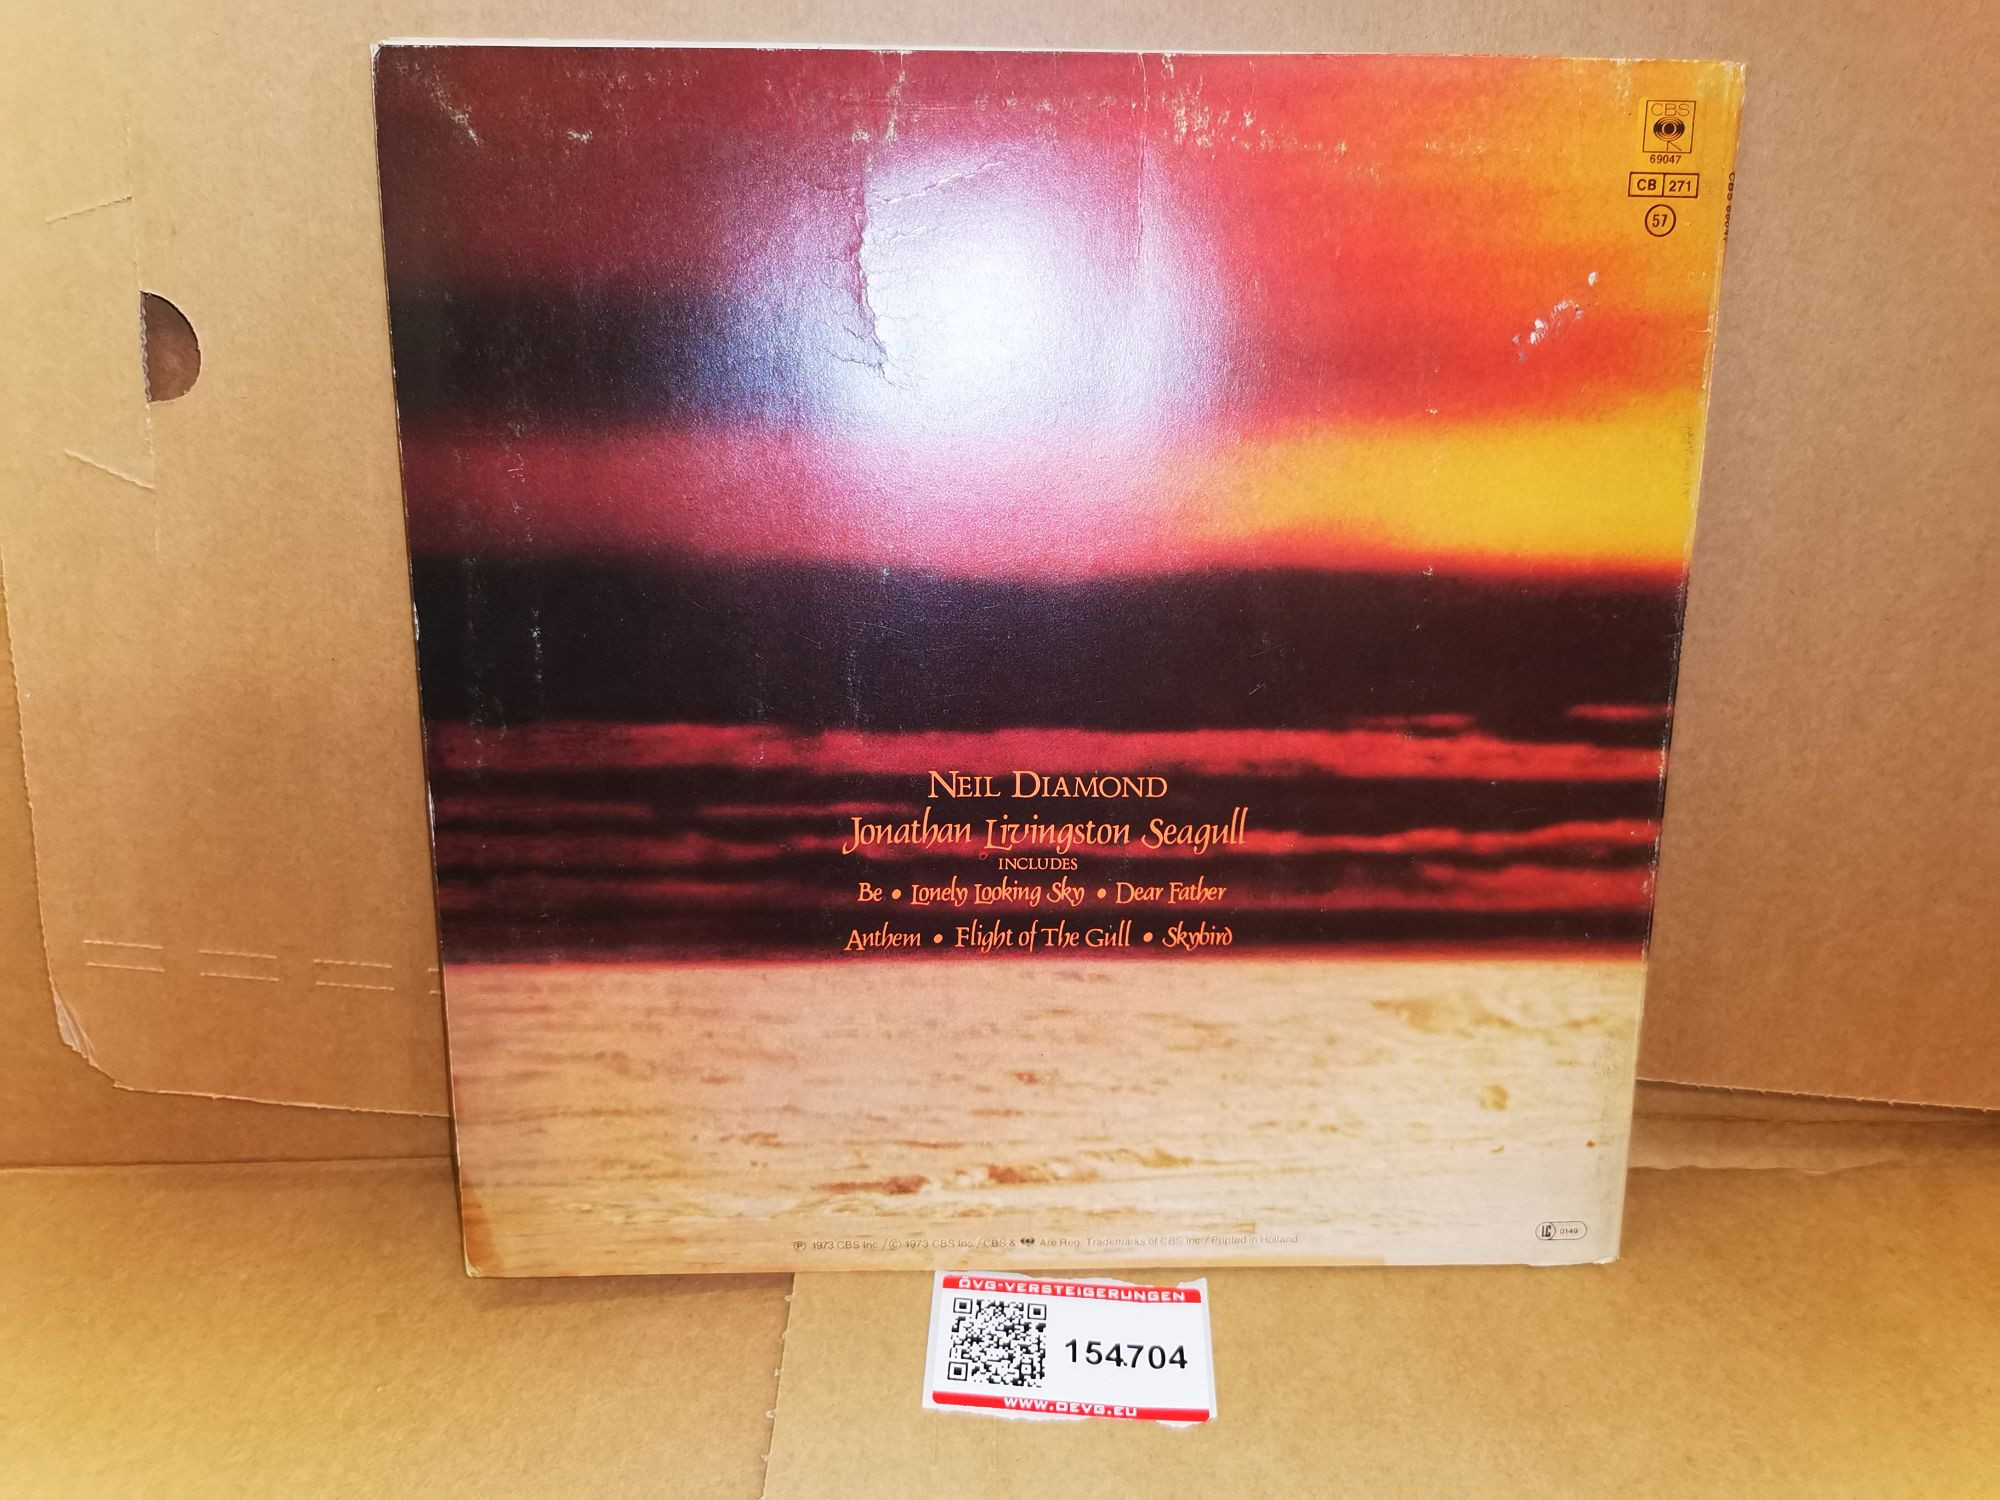 CBS
69047
CB 271
57
NEIL DIAMOND
Jonathan Livingston Seagull
INCLUDES
Be • Lonely Looking Sky • Dear Father
Anthem • Flight of The Gull • Skybird
Ⓟ 1973 CBS Inc./Ⓒ 1973 CBS Inc./CBS & Are Reg. Trademarks of CBS Inc./Printed in Holland
LC 0149
ÖVG-VERSTEIGERUNGEN
154704
WWW.OEVG.EU